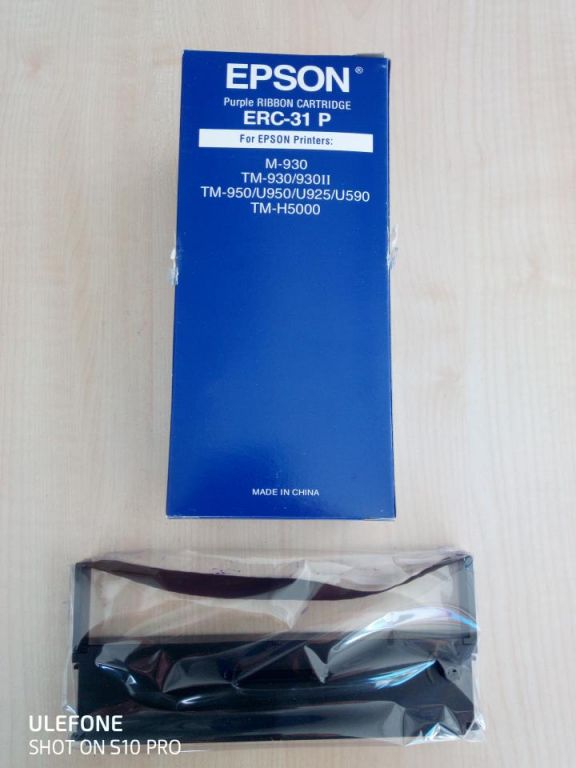 EPSON®
Purple RIBBON CARTRIDGE
ERC-31 P
For EPSON Printers:
M-930
TM-930/930II
TM-950/U950/U925/U590
TM-H5000
MADE IN CHINA
ULEFONE
SHOT ON S10 PRO